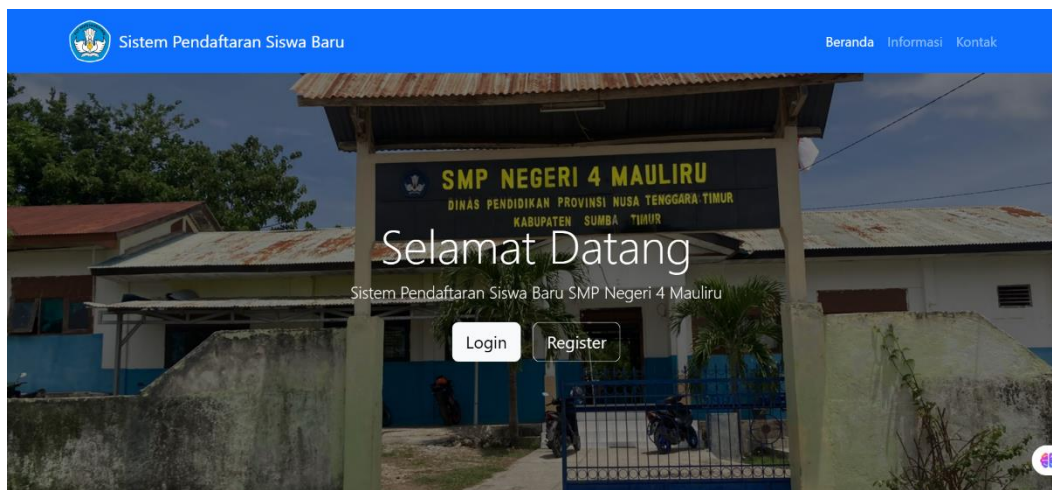 Sistem Pendaftaran Siswa Baru
Beranda Informasi Kontak
SMP NEGERI 4 MAULIRU
DINAS PENDIDIKAN PROVINSI NUSA TENGGARA TIMUR
KABUPATEN SUMBA TIMUR
Selamat Datang
Sistem Pendaftaran Siswa Baru SMP Negeri 4 Mauliru
Login Register